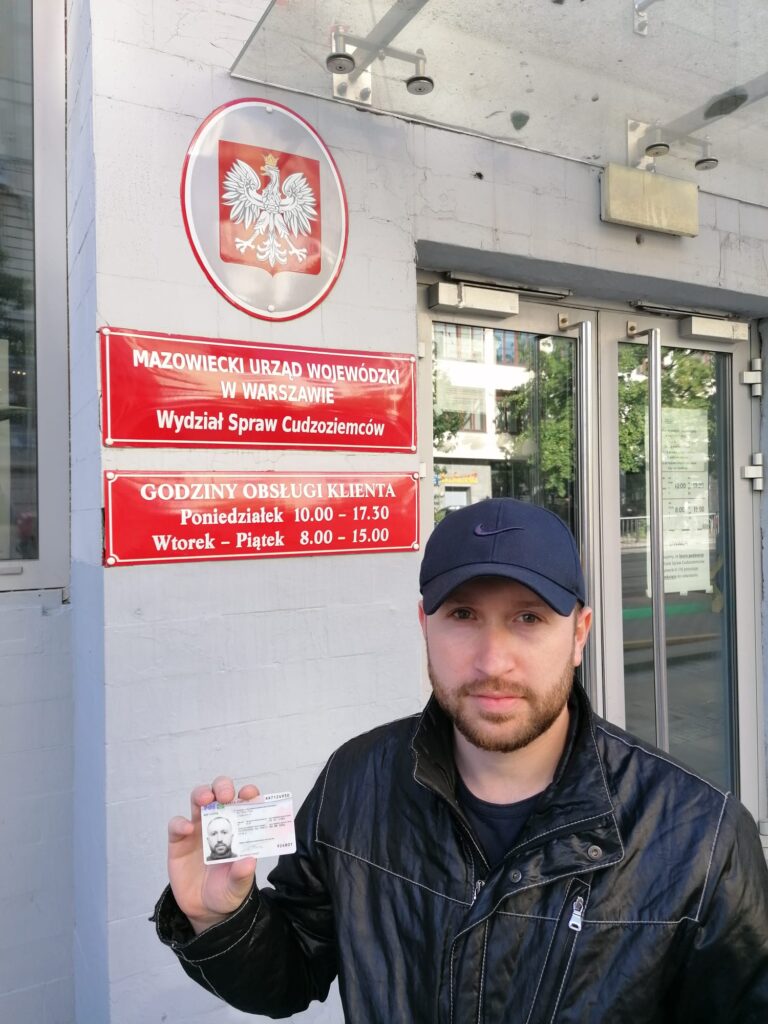 MAZOWIECKI URZĄD WOJEWÓDZKI
W WARSZAWIE
Wydział Spraw Cudzoziemców
GODZINY OBSŁUGI KLIENTA
Poniedziałek 10.00 – 17.30
Wtorek – Piątek 8.00 – 15.00